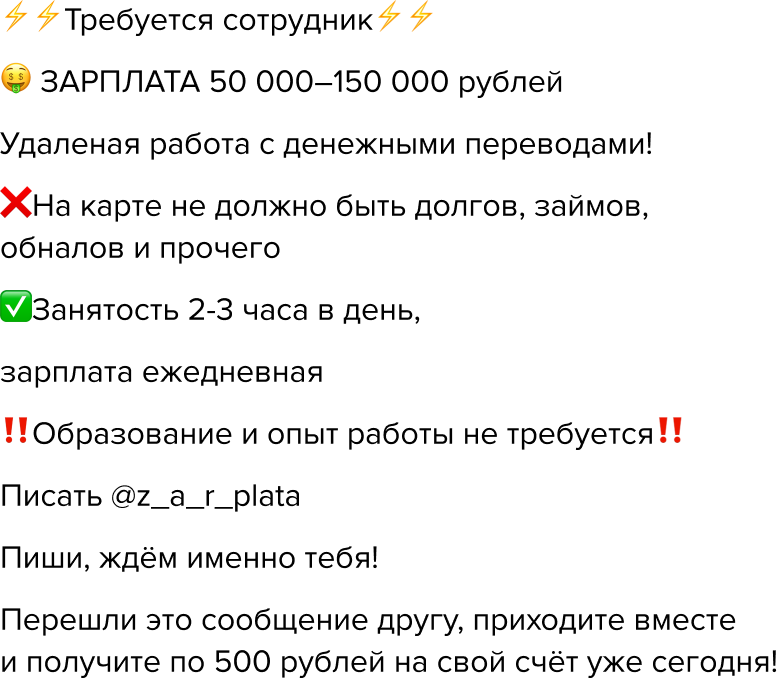 ⚡⚡Требуется сотрудник⚡⚡
🤑 ЗАРПЛАТА 50 000–150 000 рублей
Удаленая работа с денежными переводами!
❌На карте не должно быть долгов, займов,
обналов и прочего
✅Занятость 2-3 часа в день,
зарплата ежедневная
‼Образование и опыт работы не требуется‼
Писать @z_a_r_plata
Пиши, ждём именно тебя!
Перешли это сообщение другу, приходите вместе
и получите по 500 рублей на свой счёт уже сегодня!